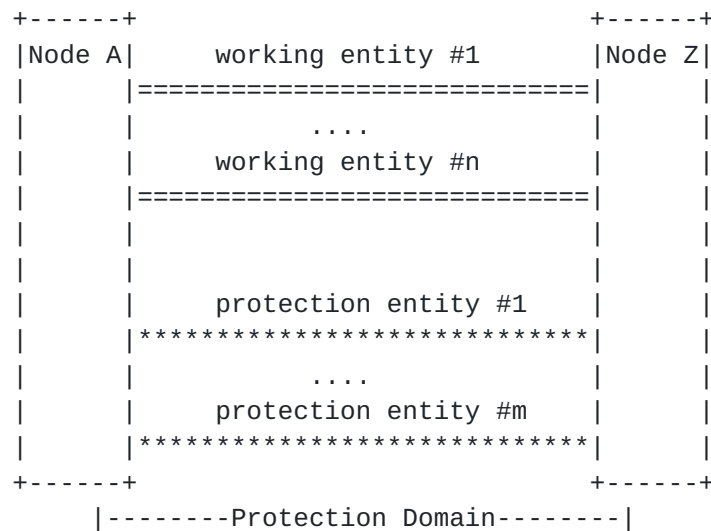 +------+                             +------+
|Node A|     working entity #1       |Node Z|
|      |=============================|      |
|      |           ....              |      |
|      |     working entity #n       |      |
|      |=============================|      |
|      |                             |      |
|      |                             |      |
|      |     protection entity #1    |      |
|      |*****************************|      |
|      |           ....              |      |
|      |     protection entity #m    |      |
|      |*****************************|      |
+------+                             +------+
     |--------Protection Domain--------|